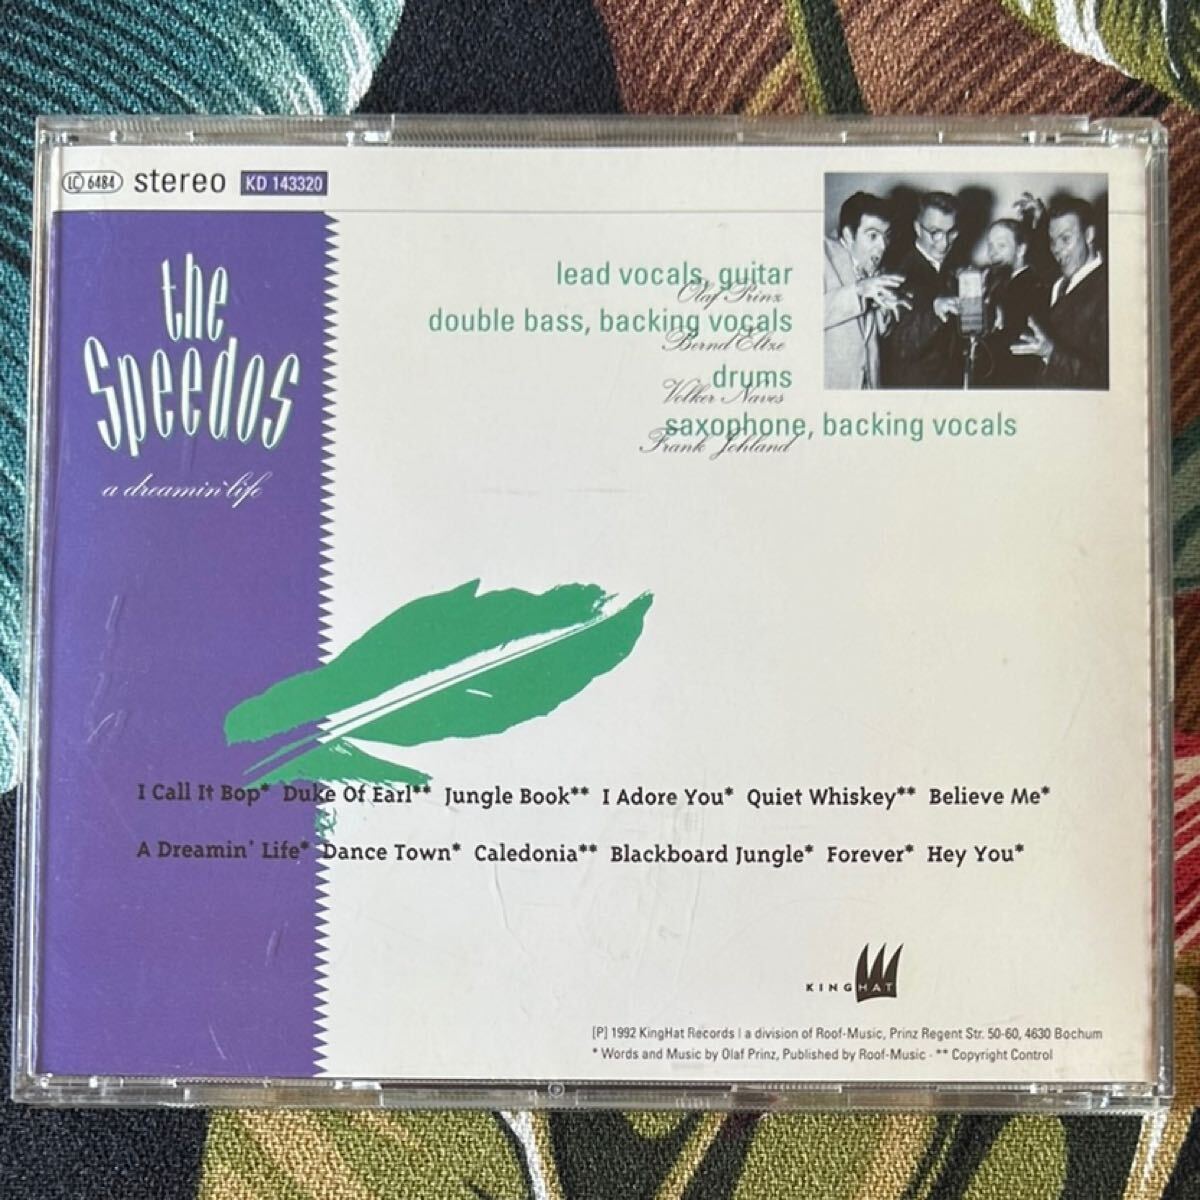 LC 6484 stereo KD 143320
the
Speedos
a dreamin' life
lead vocals, guitar
Olaf Prinz
double bass, backing vocals
Bernd Eltze
drums
Volker Naves
saxophone, backing vocals
Frank Johland
I Call It Bop* Duke Of Earl** Jungle Book** I Adore You* Quiet Whiskey** Believe Me*
A Dreamin' Life* Dance Town* Caledonia** Blackboard Jungle* Forever* Hey You*
KINGHAT
[P] 1992 KingHat Records | a division of Roof-Music, Prinz Regent Str. 50-60, 4630 Bochum
* Words and Music by Olaf Prinz, Published by Roof-Music - ** Copyright Control